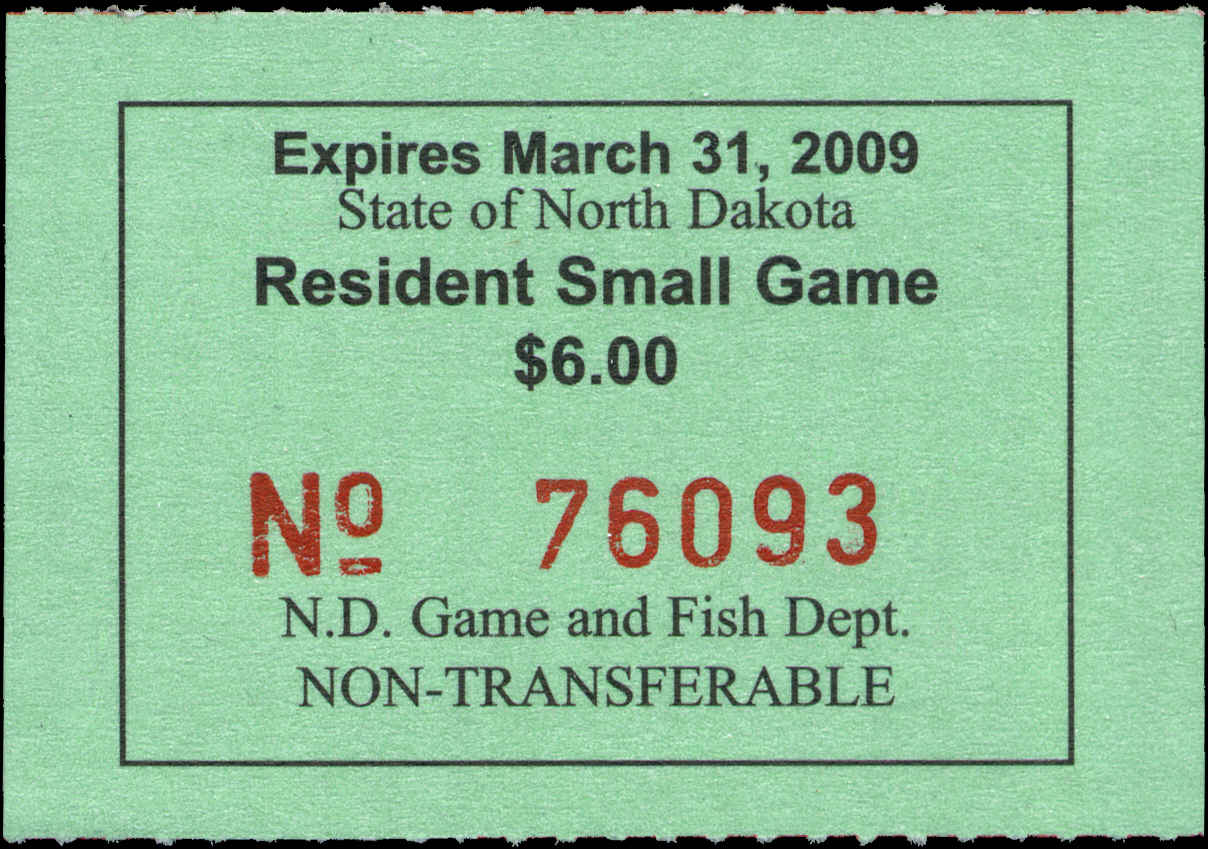 Expires March 31, 2009
State of North Dakota
Resident Small Game
$6.00
Nº 76093
N.D. Game and Fish Dept.
NON-TRANSFERABLE